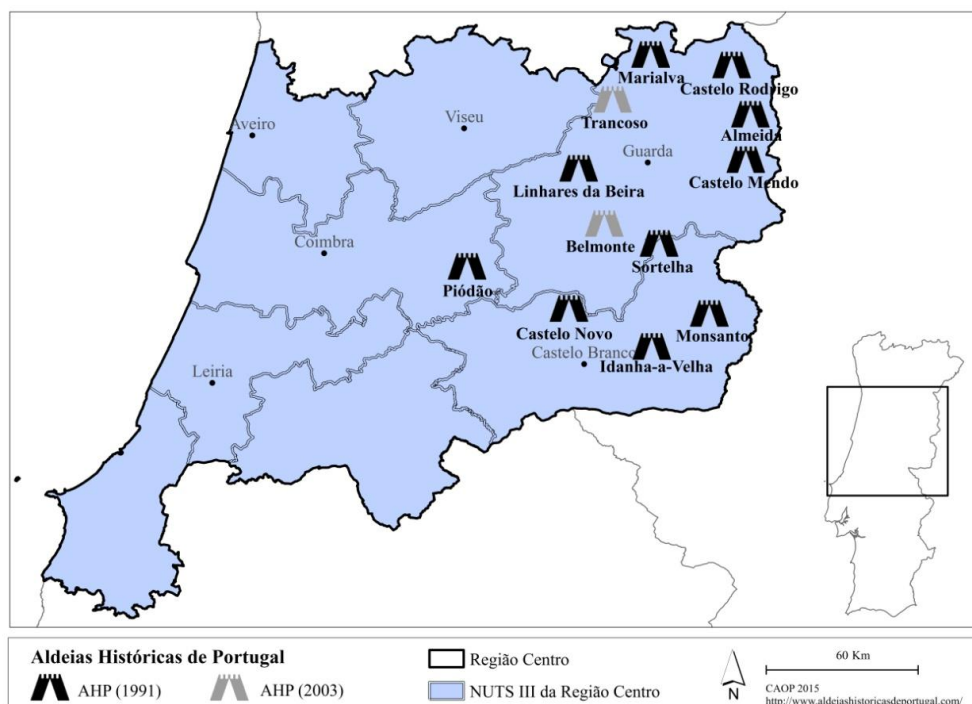 Marialva
Castelo Rodrigo
Trancoso
Aveiro
Viseu
Almeida
Guarda
Castelo Mendo
Linhares da Beira
Coimbra
Belmonte
Sortelha
Piódão
Castelo Novo
Monsanto
Castelo Branco
Idanha-a-Velha
Leiria
Aldeias Históricas de Portugal
AHP (1991)
AHP (2003)
Região Centro
NUTS III da Região Centro
N
60 Km
CAOP 2015
http://www.aldeiashistoricasdeportugal.com/